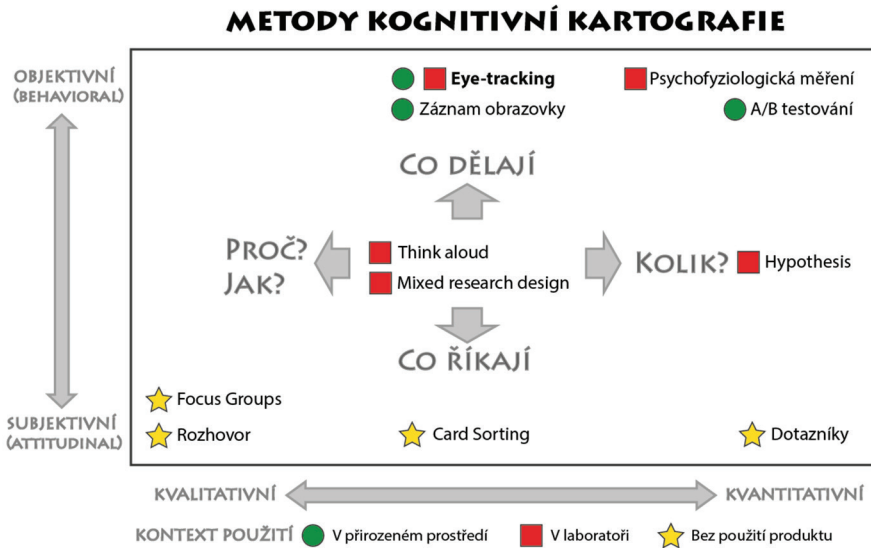 METODY KOGNITIVNÍ KARTOGRAFIE
OBJEKTIVNÍ
(BEHAVIORAL)
Eye-tracking
Psychofyziologická měření
Záznam obrazovky
A/B testování
CO DĚLAJÍ
PROČ?
JAK?
Think aloud
Mixed research design
KOLIK?
Hypothesis
CO ŘÍKAJÍ
Focus Groups
SUBJEKTIVNÍ
(ATTITUDINAL)
Rozhovor
Card Sorting
Dotazníky
KVALITATIVNÍ
KVANTITATIVNÍ
KONTEXT POUŽITÍ
V přirozeném prostředí
V laboratoři
Bez použití produktu